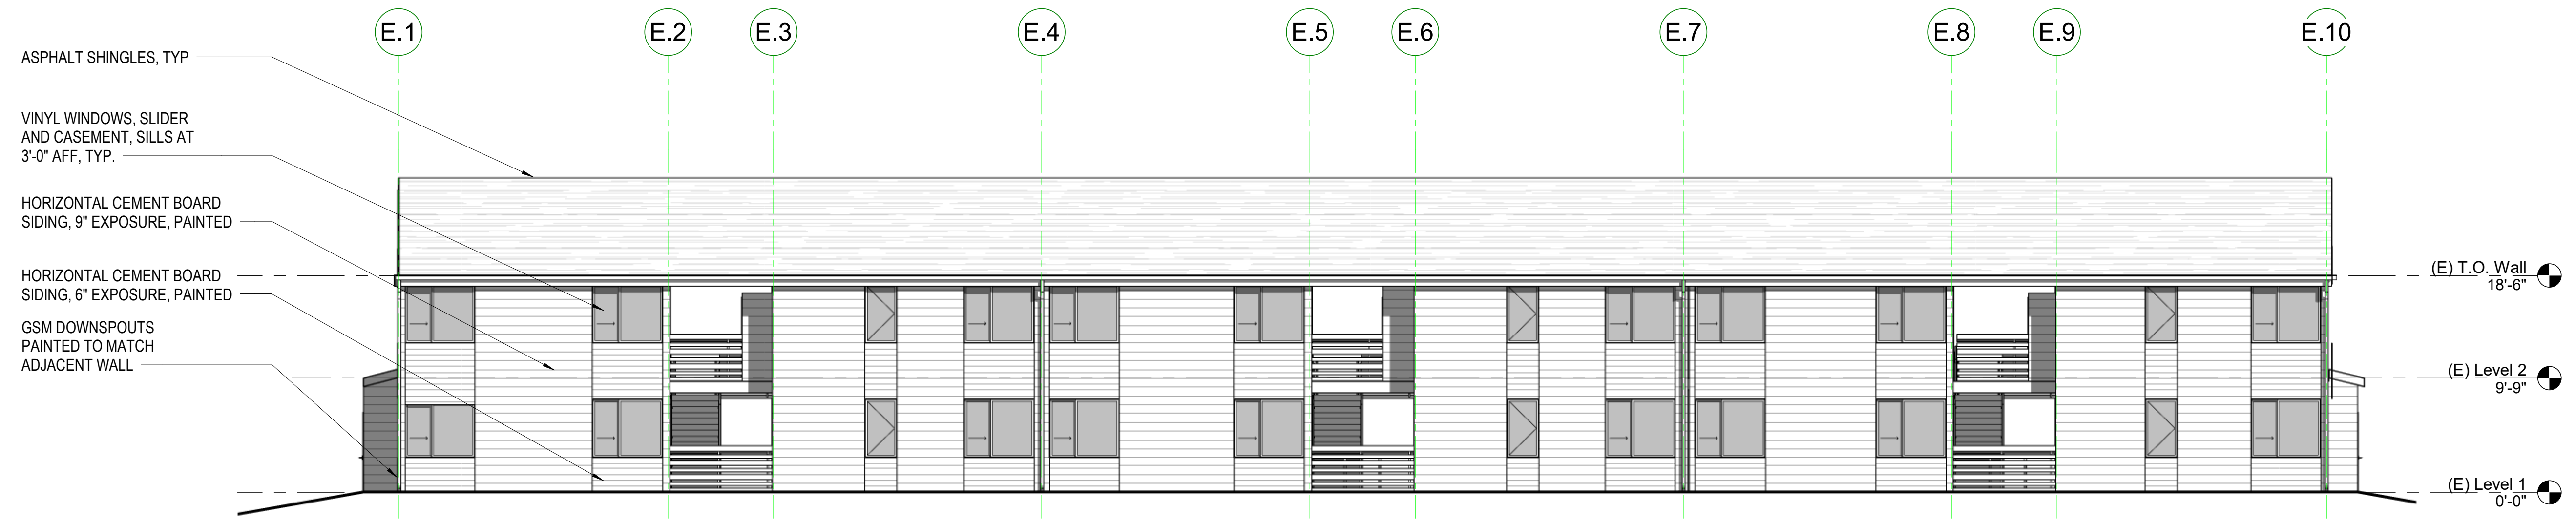 E.1
E.2
E.3
E.4
E.5
E.6
E.7
E.8
E.9
E.10
ASPHALT SHINGLES, TYP
VINYL WINDOWS, SLIDER
AND CASEMENT, SILLS AT
3'-0" AFF, TYP.
HORIZONTAL CEMENT BOARD
SIDING, 9" EXPOSURE, PAINTED
HORIZONTAL CEMENT BOARD
SIDING, 6" EXPOSURE, PAINTED
GSM DOWNSPOUTS
PAINTED TO MATCH
ADJACENT WALL
(E) T.O. Wall
18'-6"
(E) Level 2
9'-9"
(E) Level 1
0'-0"